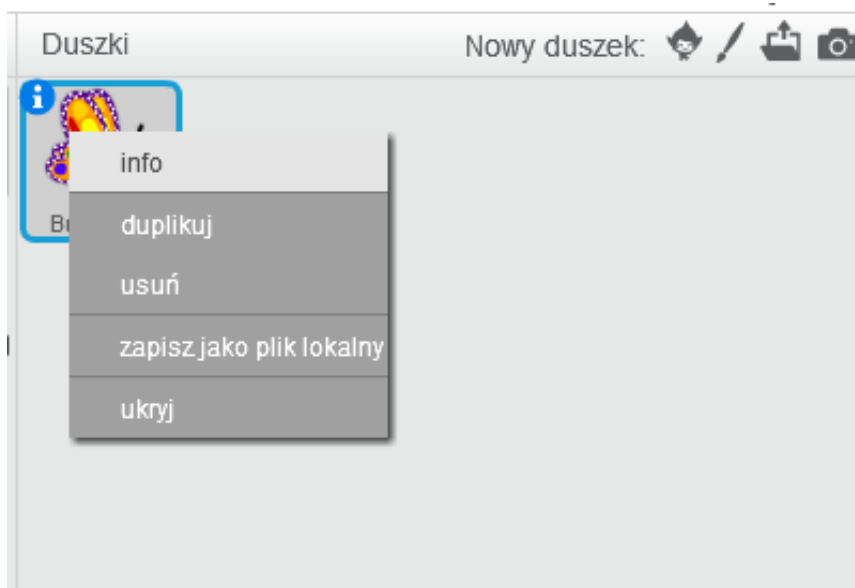 Duszki
Nowy duszek:
info
duplikuj
usuń
zapisz jako plik lokalny
ukryj